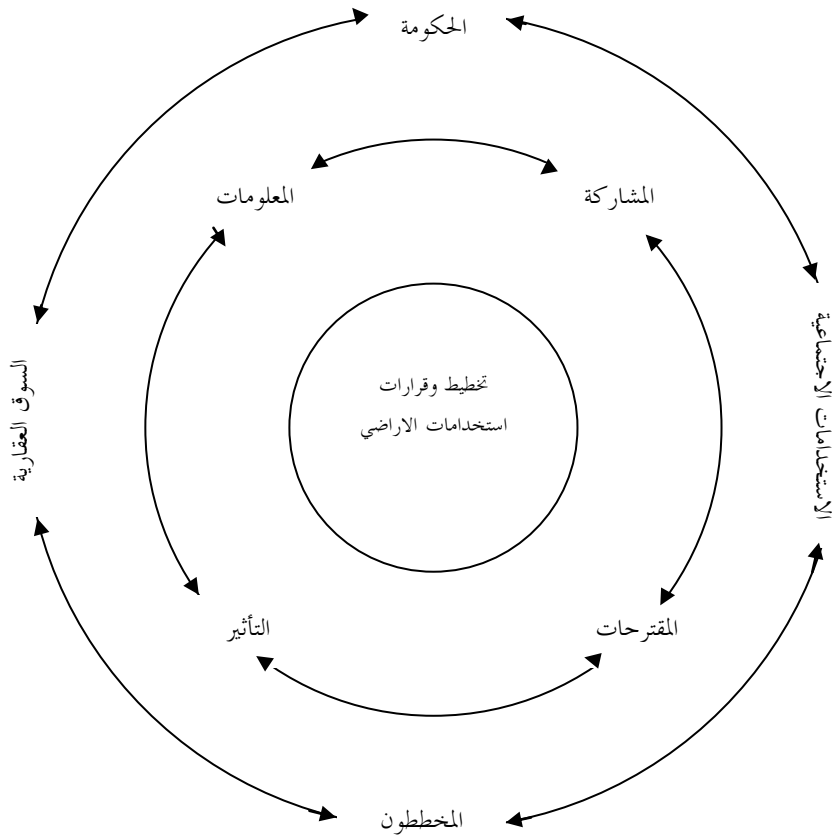 الحكومة
المشاركة
المعلومات
الاستخدامات الاجتماعية
السوق العقارية
تخطيط وقرارات
استخدامات الاراضي
المقترحات
التأثير
المخططون